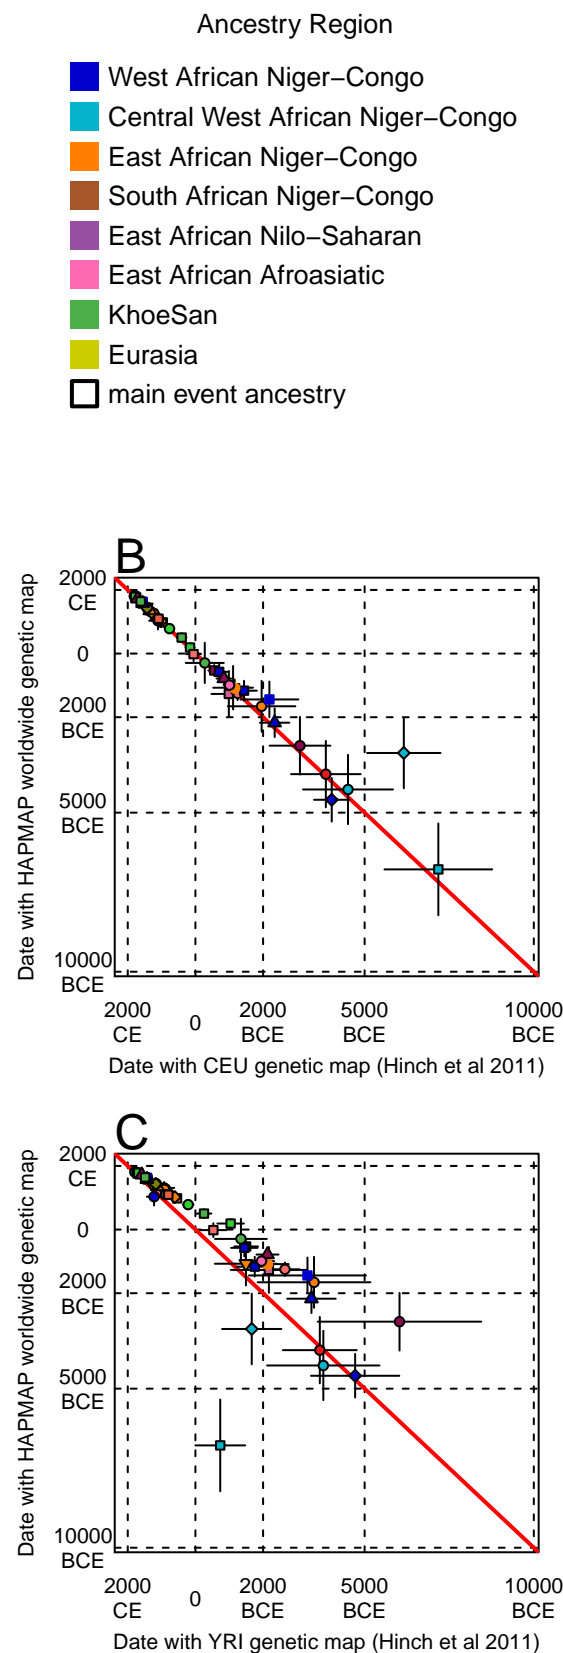 Ancestry Region
West African Niger−Congo
Central West African Niger−Congo
East African Niger−Congo
South African Niger−Congo
East African Nilo−Saharan
East African Afroasiatic
KhoeSan
Eurasia
main event ancestry
B
Date with HAPMAP worldwide genetic map
2000
CE
0
2000
BCE
5000
BCE
10000
BCE
2000
CE
0
2000
BCE
5000
BCE
10000
BCE
Date with CEU genetic map (Hinch et al 2011)
C
Date with HAPMAP worldwide genetic map
2000
CE
0
2000
BCE
5000
BCE
10000
BCE
2000
CE
0
2000
BCE
5000
BCE
10000
BCE
Date with YRI genetic map (Hinch et al 2011)